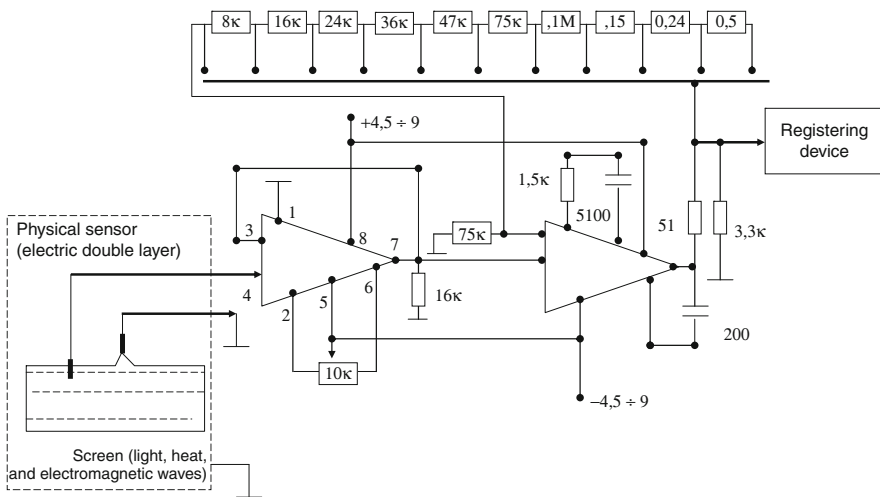 8к 16к 24к 36к 47к 75к ,1М ,15 0,24 0,5
+4,5 ÷ 9
Registering
device
1,5к
5100
51
3,3к
Physical sensor
(electric double layer)
3
1
8
7
75к
4
2
5
6
16к
200
10к
−4,5 ÷ 9
Screen (light, heat,
and electromagnetic waves)